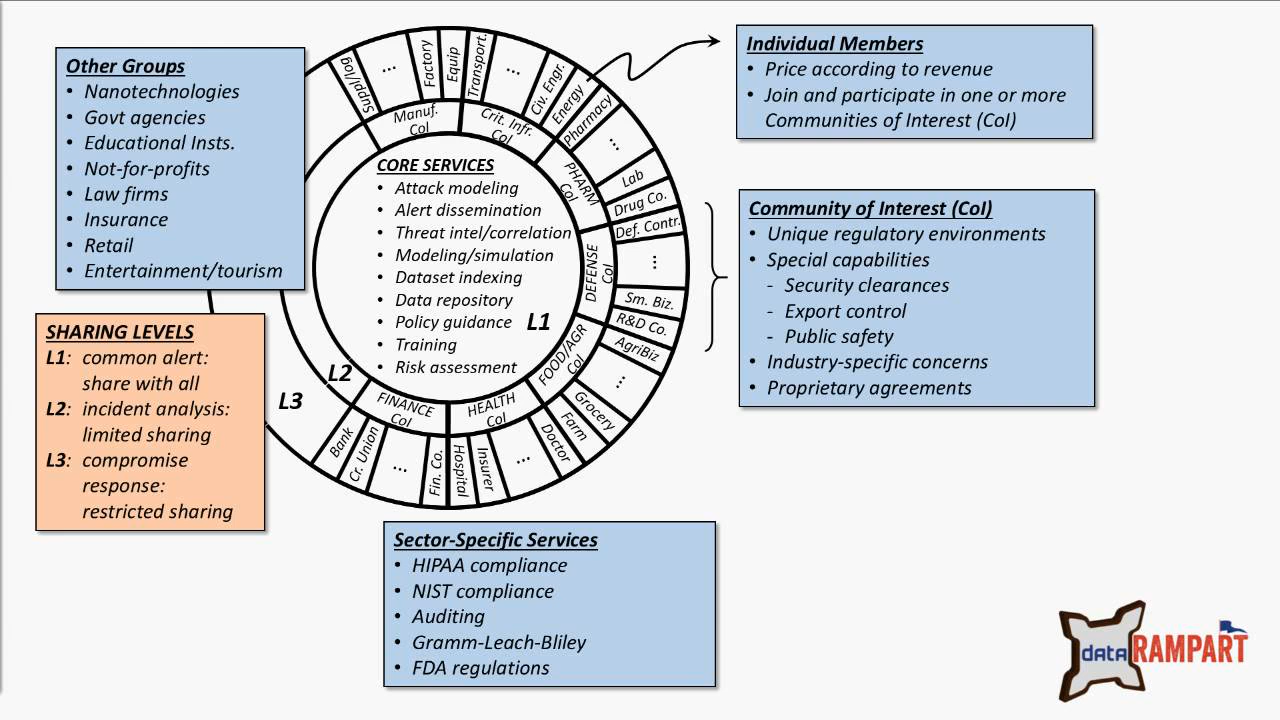 Other Groups
• Nanotechnologies
• Govt agencies
• Educational Insts.
• Not-for-profits
• Law firms
• Insurance
• Retail
• Entertainment/tourism
SHARING LEVELS
L1: common alert:
share with all
L2: incident analysis:
limited sharing
L3: compromise
response:
restricted sharing
Suppl/log
...
Factory
Equip
Transport.
...
Civ. Engr.
Energy
Pharmacy
...
Lab
Drug Co.
Def. Contr.
...
Sm. Biz.
R&D Co.
AgriBiz
...
Grocery
Farm
Doctor
...
Insurer
Hospital
Fin. Co.
...
Cr. Union
Bank
Manuf.
CoI
Crit. Infr.
CoI
PHARM
CoI
DEFENSE
CoI
FOOD/AGR
CoI
HEALTH
CoI
FINANCE
CoI
CORE SERVICES
• Attack modeling
• Alert dissemination
• Threat intel/correlation
• Modeling/simulation
• Dataset indexing
• Data repository
• Policy guidance
• Training
• Risk assessment
L1
L2
L3
Individual Members
• Price according to revenue
• Join and participate in one or more
Communities of Interest (CoI)
Community of Interest (CoI)
• Unique regulatory environments
• Special capabilities
- Security clearances
- Export control
- Public safety
• Industry-specific concerns
• Proprietary agreements
Sector-Specific Services
• HIPAA compliance
• NIST compliance
• Auditing
• Gramm-Leach-Bliley
• FDA regulations
dataRAMPART